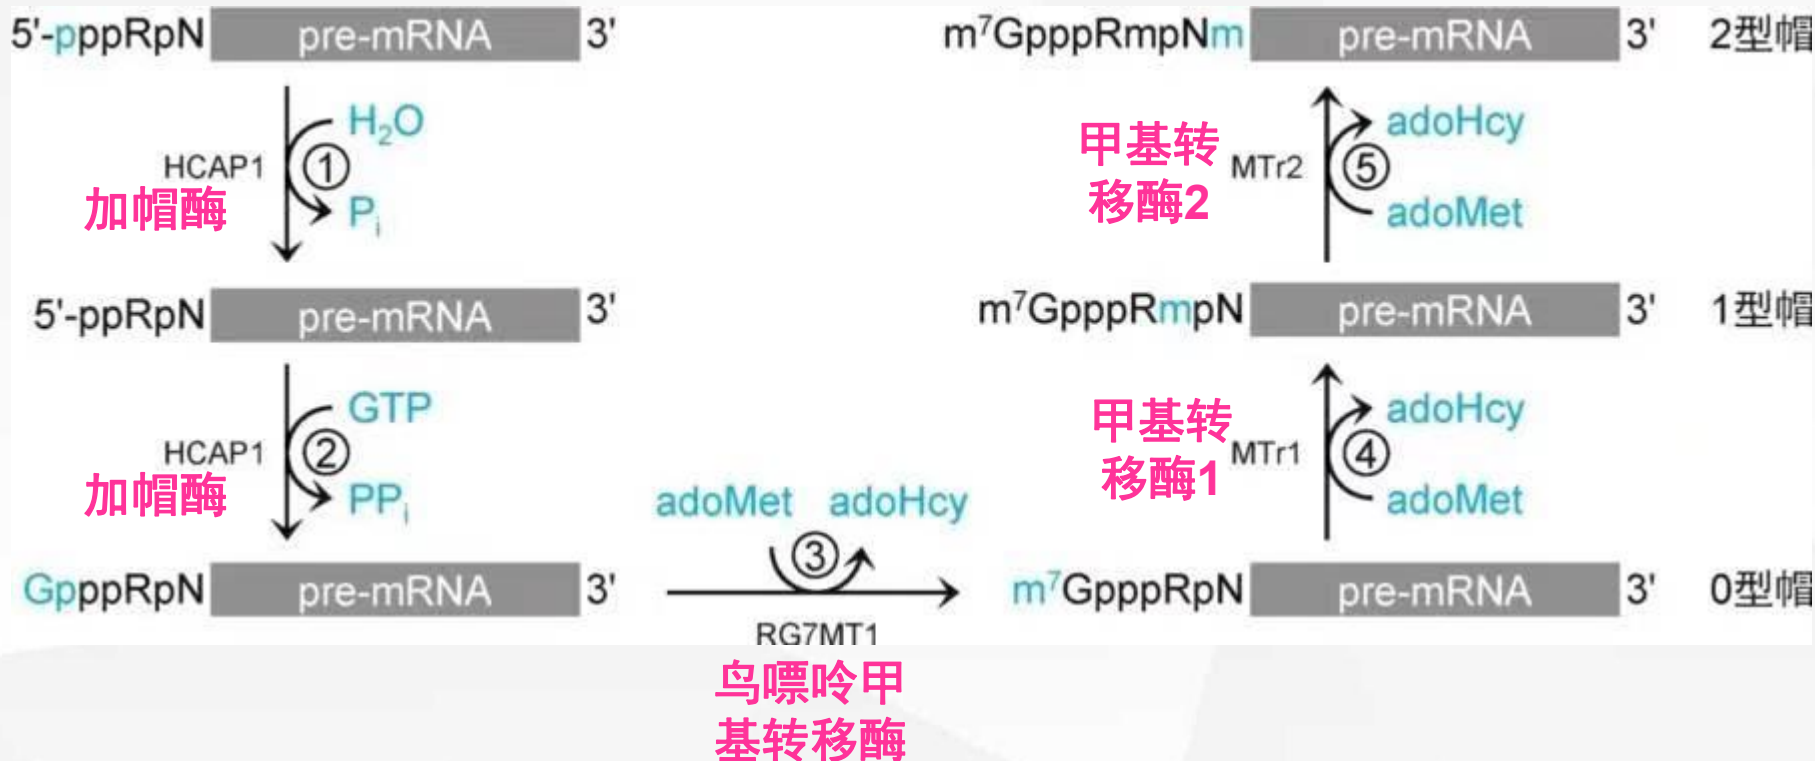 5'-pppRpN pre-mRNA 3'
HCAP1 ① H₂O
Pᵢ
加帽酶
5'-ppRpN pre-mRNA 3'
HCAP1 ② GTP
PPᵢ
加帽酶
GpppRpN pre-mRNA 3'
adoMet adoHcy
③
RG7MT1
鸟嘌呤甲
基转移酶
m⁷GpppRpN pre-mRNA 3' 0型帽
甲基转
移酶1
MTr1 ④ adoHcy
adoMet
m⁷GpppRmpN pre-mRNA 3' 1型帽
甲基转
移酶2
MTr2 ⑤ adoHcy
adoMet
m⁷GpppRmpNm pre-mRNA 3' 2型帽